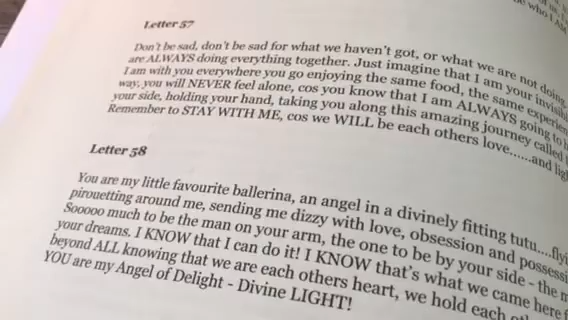 who I AM
Letter 57
Don't be sad, don't be sad for what we haven't got, or what we are not doing,
are ALWAYS doing everything together. Just imagine that I am your
I am with you everywhere you go enjoying the same food, the same
way, you will NEVER feel alone, cos you know that I am ALWAYS going to
your side, holding your hand, taking you along this amazing journey called
Remember to STAY WITH ME, cos we WILL be each others love......and
Letter 58
You are my little favourite ballerina, an angel in a divinely fitting tutu....
pirouetting around me, sending me dizzy with love, obsession and
Sooooo much to be the man on your arm, the one to be by your side - the
your dreams. I KNOW that I can do it! I KNOW that's what we came here
beyond ALL knowing that we are each others heart, we hold each
YOU are my Angel of Delight - Divine LIGHT!